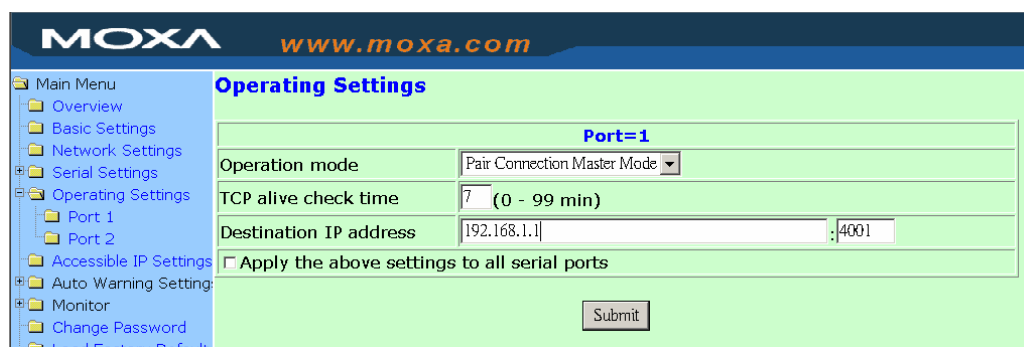 MOXA
www.moxa.com
Main Menu
Overview
Basic Settings
Network Settings
Serial Settings
Operating Settings
Port 1
Port 2
Accessible IP Settings
Auto Warning Setting
Monitor
Change Password
Operating Settings
Port=1
Operation mode Pair Connection Master Mode
TCP alive check time 7 (0 - 99 min)
Destination IP address 192.168.1.1 :4001
Apply the above settings to all serial ports
Submit